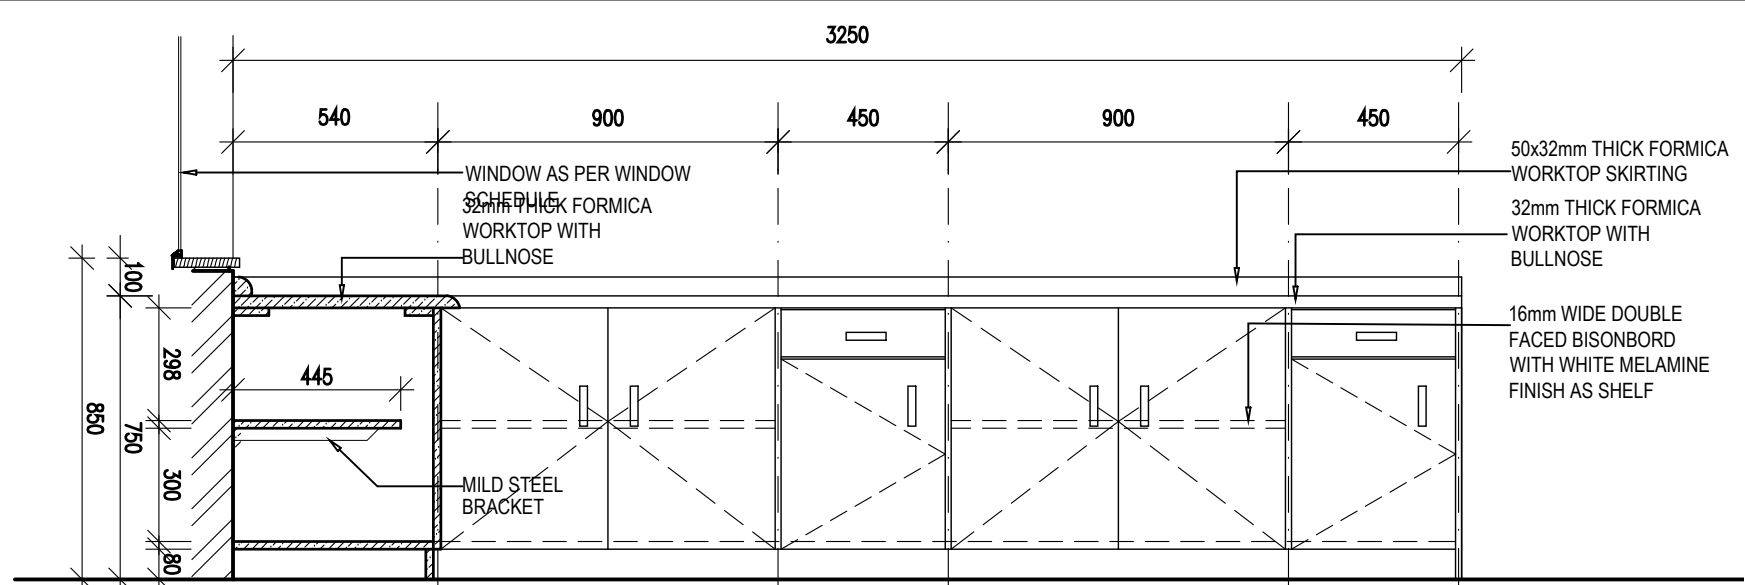 3250
540
900
450
900
450
WINDOW AS PER WINDOW
SCHEDULE
32mm THICK FORMICA
WORKTOP WITH
BULLNOSE
50x32mm THICK FORMICA
WORKTOP SKIRTING
32mm THICK FORMICA
WORKTOP WITH
BULLNOSE
16mm WIDE DOUBLE
FACED BISONBORD
WITH WHITE MELAMINE
FINISH AS SHELF
100
298
445
850
750
300
80
MILD STEEL
BRACKET